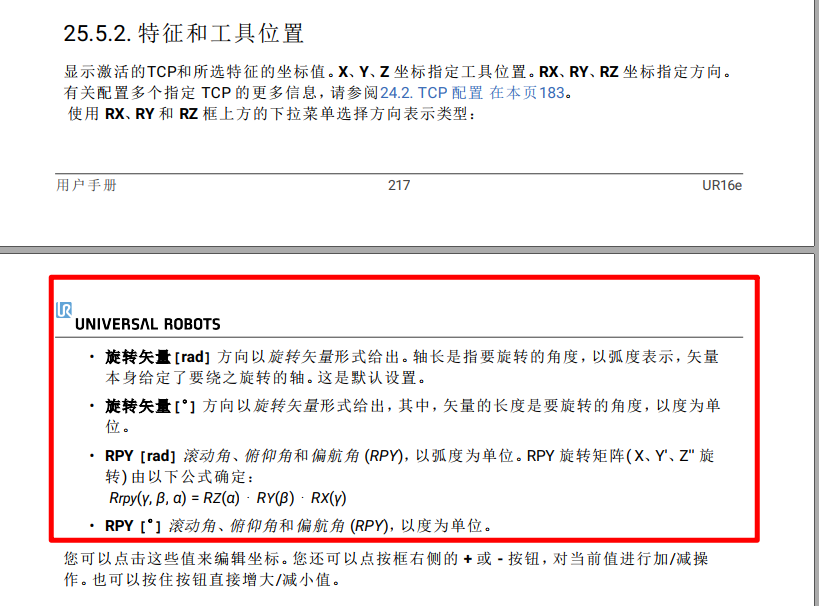 25.5.2. 特征和工具位置
显示激活的TCP和所选特征的坐标值。X、Y、Z 坐标指定工具位置。RX、RY、RZ 坐标指定方向。
有关配置多个指定 TCP 的更多信息,请参阅24.2. TCP 配置 在本页183。
使用 RX、RY 和 RZ 框上方的下拉菜单选择方向表示类型:
用户手册 217 UR16e
UR
UNIVERSAL ROBOTS
• 旋转矢量[rad] 方向以旋转矢量形式给出。轴长是指要旋转的角度,以弧度表示,矢量
本身给定了要绕之旋转的轴。这是默认设置。
• 旋转矢量[°] 方向以旋转矢量形式给出,其中,矢量的长度是要旋转的角度,以度为单
位。
• RPY [rad] 滚动角、俯仰角和偏航角 (RPY),以弧度为单位。RPY 旋转矩阵( X、Y'、Z'' 旋
转) 由以下公式确定:
Rrpy(γ, β, α) = RZ(α) · RY(β) · RX(γ)
• RPY [°] 滚动角、俯仰角和偏航角 (RPY),以度为单位。
您可以点击这些值来编辑坐标。您还可以点按框右侧的 + 或 - 按钮,对当前值进行加/减操
作。也可以按住按钮直接增大/减小值。